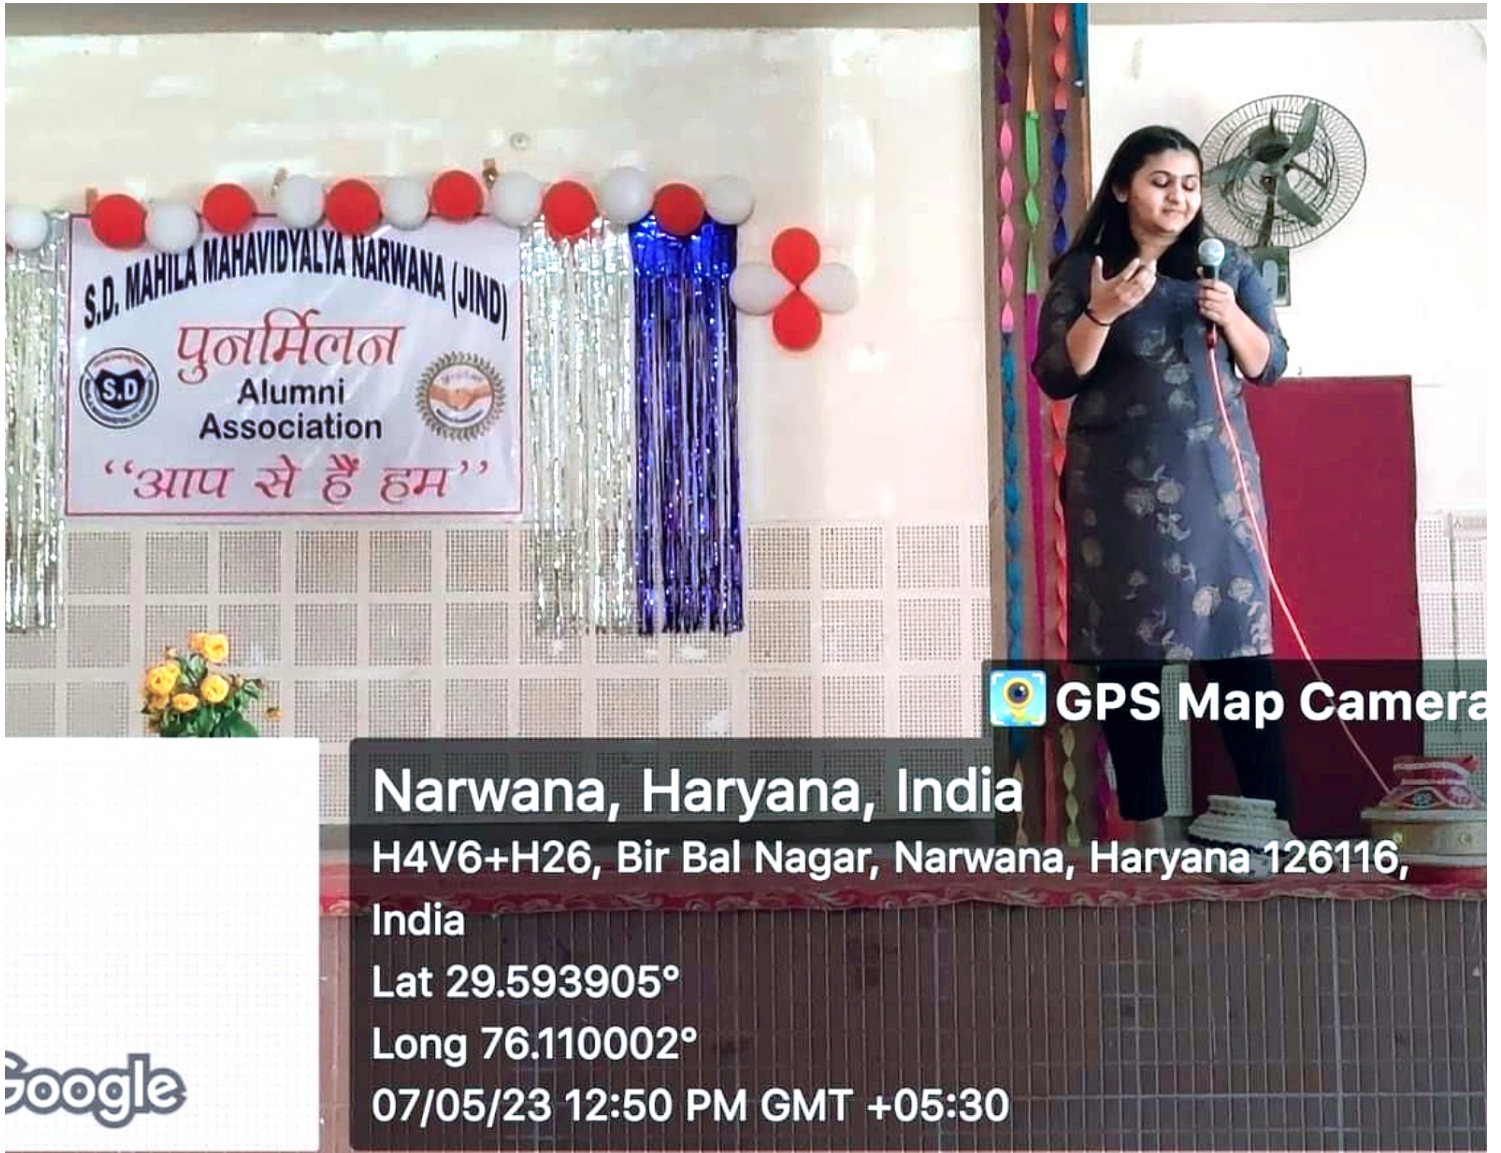 S.D. MAHILA MAHAVIDYALYA NARWANA (JIND)
पुनर्मिलन
S.D
Alumni
Association
“आप से हैं हम”
GPS Map Camera
Narwana, Haryana, India
H4V6+H26, Bir Bal Nagar, Narwana, Haryana 126116,
India
Lat 29.593905°
Long 76.110002°
07/05/23 12:50 PM GMT +05:30
Google